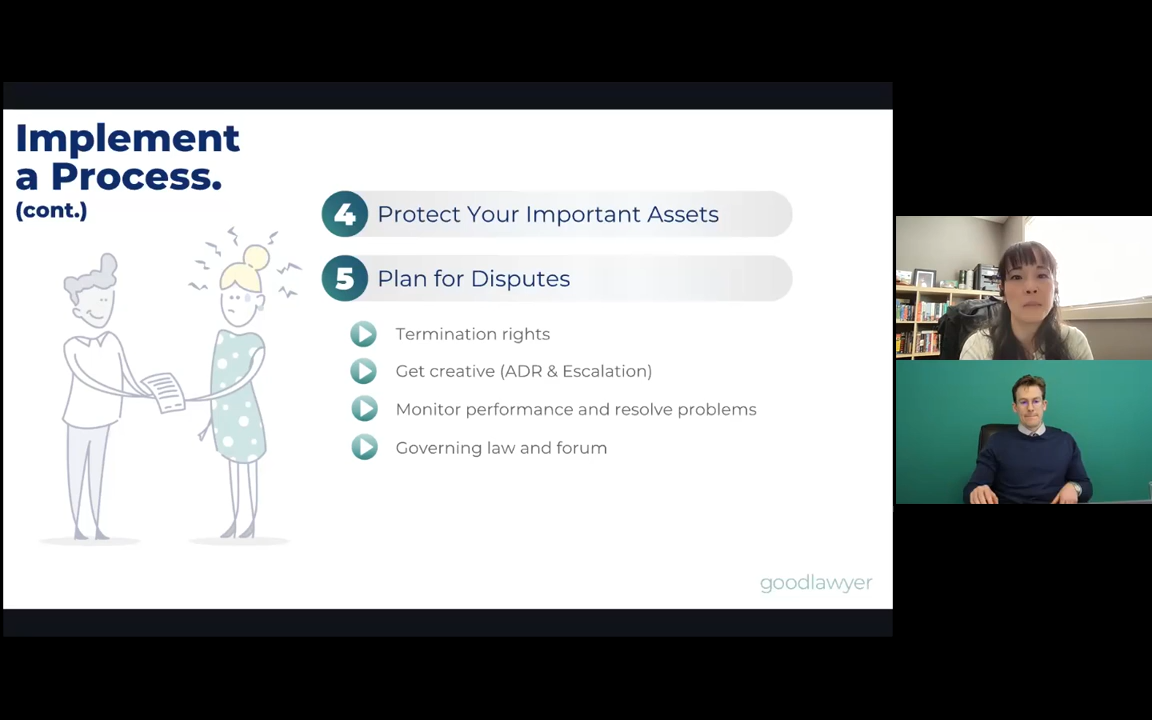 Implement
a Process.
(cont.)
4 Protect Your Important Assets
5 Plan for Disputes
Termination rights
Get creative (ADR & Escalation)
Monitor performance and resolve problems
Governing law and forum
goodlawyer